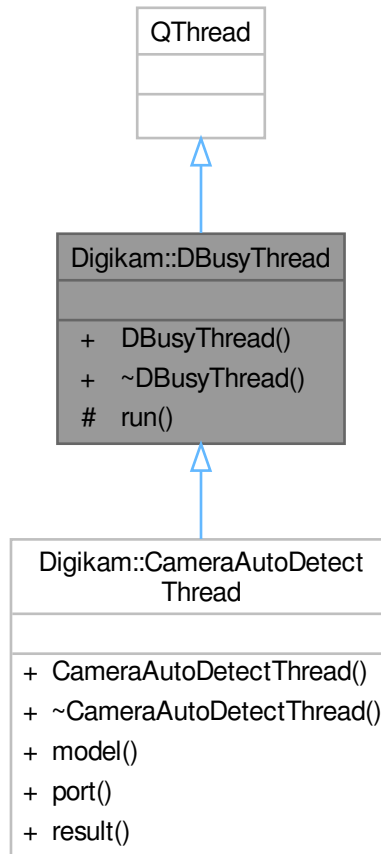 QThread
Digikam::DBusyThread
+ DBusyThread()
+ ~DBusyThread()
# run()
Digikam::CameraAutoDetect
Thread
+ CameraAutoDetectThread()
+ ~CameraAutoDetectThread()
+ model()
+ port()
+ result()